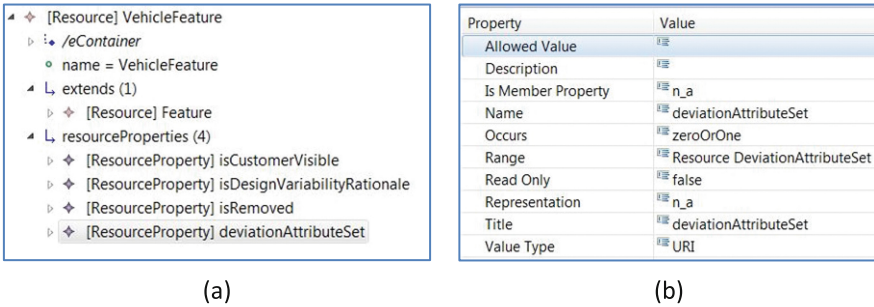 [Resource] VehicleFeature
/eContainer
name = VehicleFeature
extends (1)
[Resource] Feature
resourceProperties (4)
[ResourceProperty] isCustomerVisible
[ResourceProperty] isDesignVariabilityRationale
[ResourceProperty] isRemoved
[ResourceProperty] deviationAttributeSet
(a)
Property Value
Allowed Value
Description
Is Member Property n_a
Name deviationAttributeSet
Occurs zeroOrOne
Range Resource DeviationAttributeSet
Read Only false
Representation n_a
Title deviationAttributeSet
Value Type URI
(b)